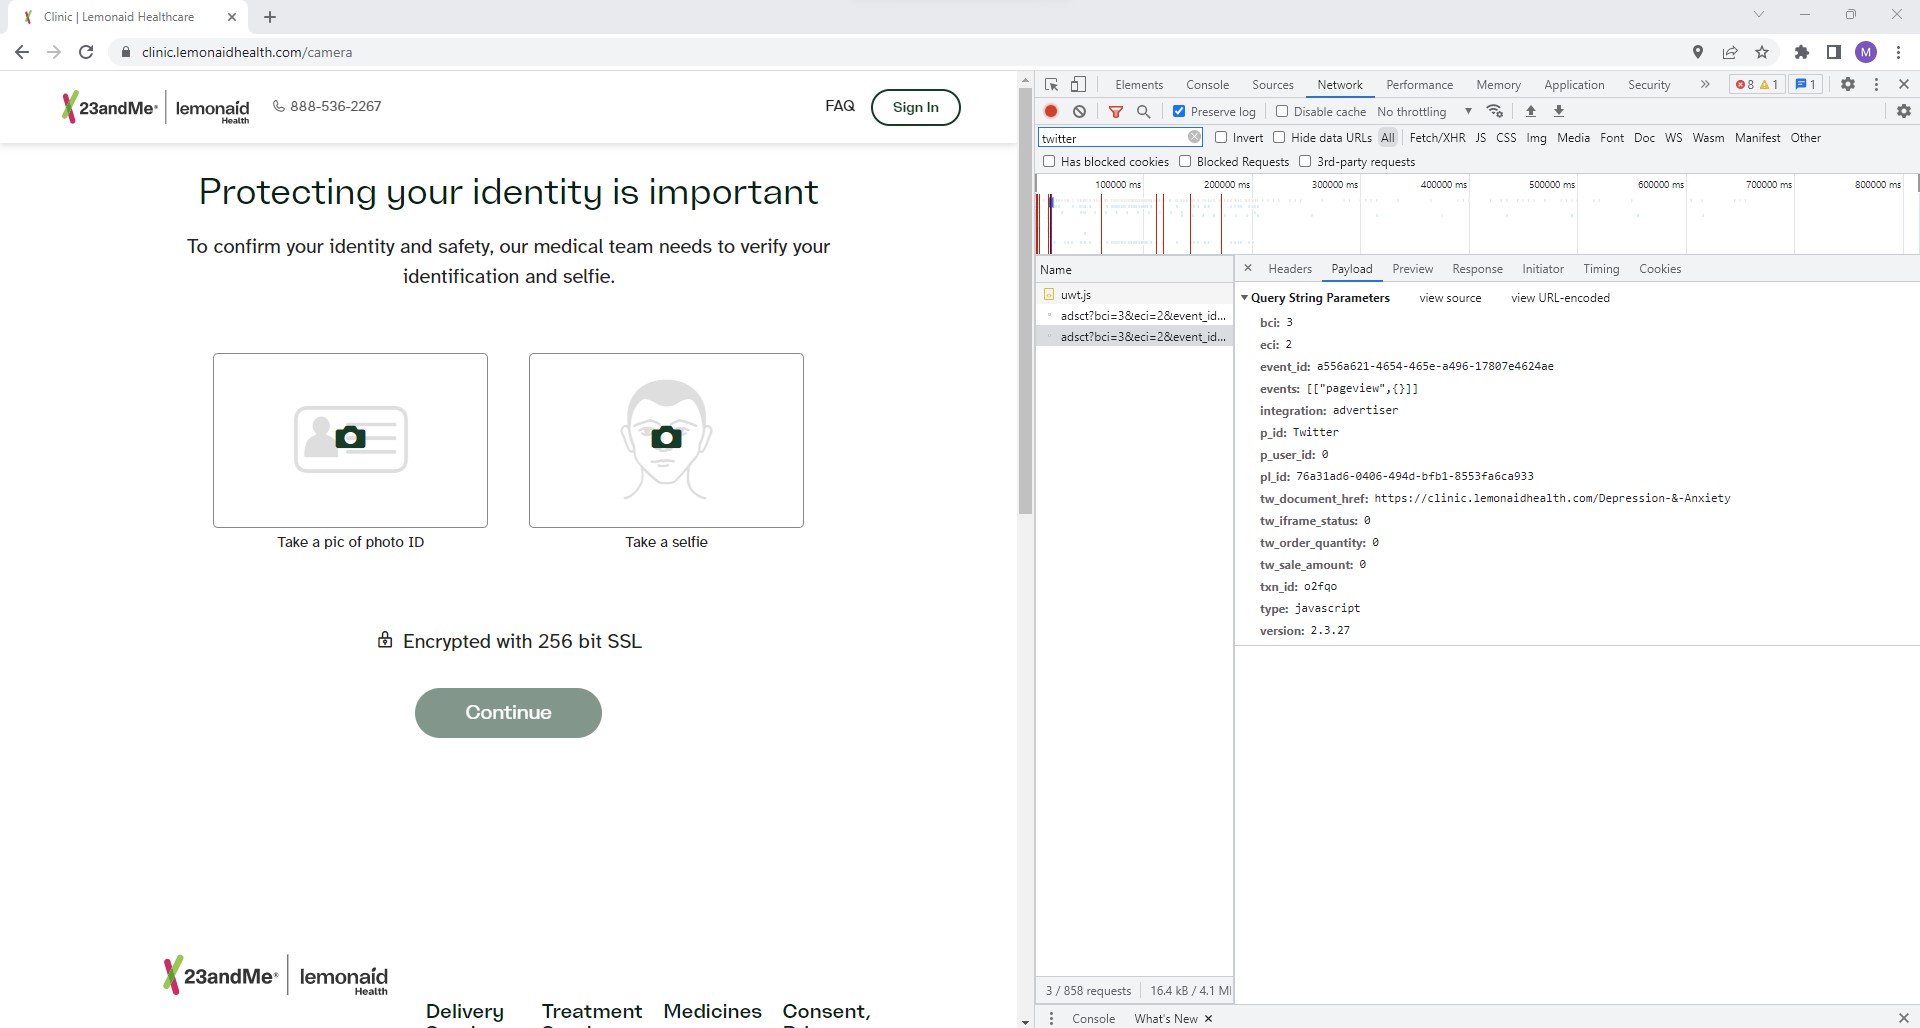 Clinic | Lemonaid Healthcare
clinic.lemonaidhealth.com/camera
M
23andMe® lemonaid Health
888-536-2267
FAQ
Sign In
Protecting your identity is important
To confirm your identity and safety, our medical team needs to verify your
identification and selfie.
Take a pic of photo ID
Take a selfie
Encrypted with 256 bit SSL
Continue
23andMe® lemonaid Health
Delivery Treatment Medicines Consent,
Elements Console Sources Network Performance Memory Application Security 8 1 1
Preserve log Disable cache No throttling
twitter Invert Hide data URLs All Fetch/XHR JS CSS Img Media Font Doc WS Wasm Manifest Other
Has blocked cookies Blocked Requests 3rd-party requests
100000 ms 200000 ms 300000 ms 400000 ms 500000 ms 600000 ms 700000 ms 800000 ms
Name
uwt.js
adsct?bci=3&eci=2&event_id...
adsct?bci=3&eci=2&event_id...
Headers Payload Preview Response Initiator Timing Cookies
Query String Parameters view source view URL-encoded
bci: 3
eci: 2
event_id: a556a621-4654-465e-a496-17807e4624ae
events: [["pageview",{}]]
integration: advertiser
p_id: Twitter
p_user_id: 0
pl_id: 76a31ad6-0406-494d-bfb1-8553fa6ca933
tw_document_href: https://clinic.lemonaidhealth.com/Depression-&-Anxiety
tw_iframe_status: 0
tw_order_quantity: 0
tw_sale_amount: 0
txn_id: o2fqo
type: javascript
version: 2.3.27
3 / 858 requests 16.4 kB / 4.1 M
Console What's New